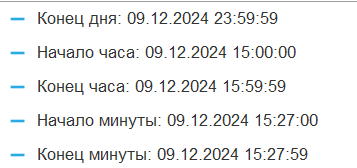 Конец дня: 09.12.2024 23:59:59
Начало часа: 09.12.2024 15:00:00
Конец часа: 09.12.2024 15:59:59
Начало минуты: 09.12.2024 15:27:00
Конец минуты: 09.12.2024 15:27:59